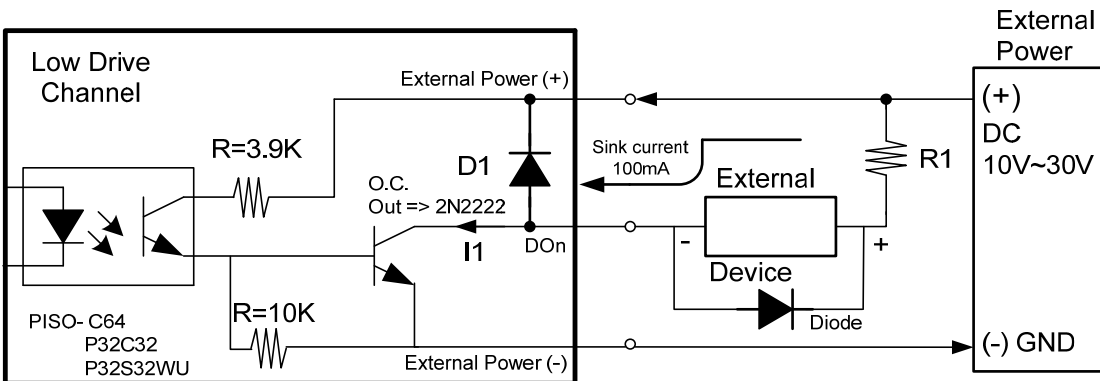 External
Power
Low Drive
Channel
External Power (+)
(+)
DC
10V~30V
R=3.9K
D1
Sink current
100mA
R1
O.C.
Out => 2N2222
External
I1
DOn
-
+
Device
R=10K
Diode
PISO- C64
P32C32
P32S32WU
External Power (-)
(-) GND